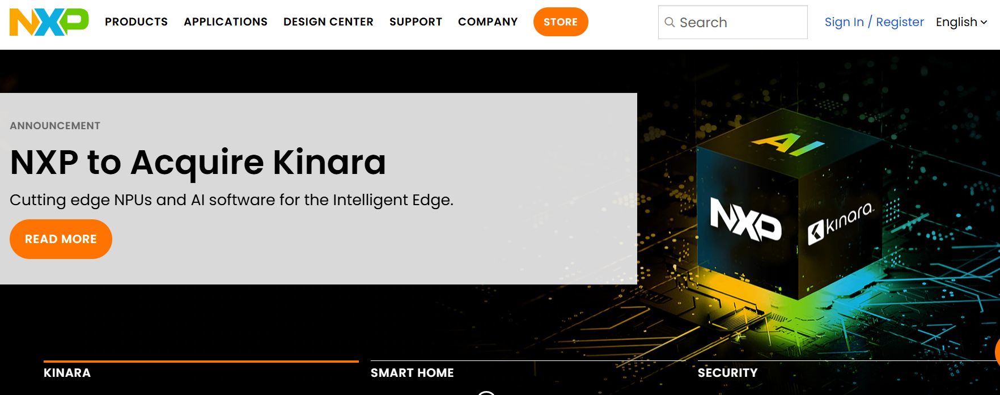 NXP
PRODUCTS APPLICATIONS DESIGN CENTER SUPPORT COMPANY STORE
Search
Sign In / Register English
ANNOUNCEMENT
NXP to Acquire Kinara
Cutting edge NPUs and AI software for the Intelligent Edge.
READ MORE
AI
NXP
kinara™
KINARA SMART HOME SECURITY